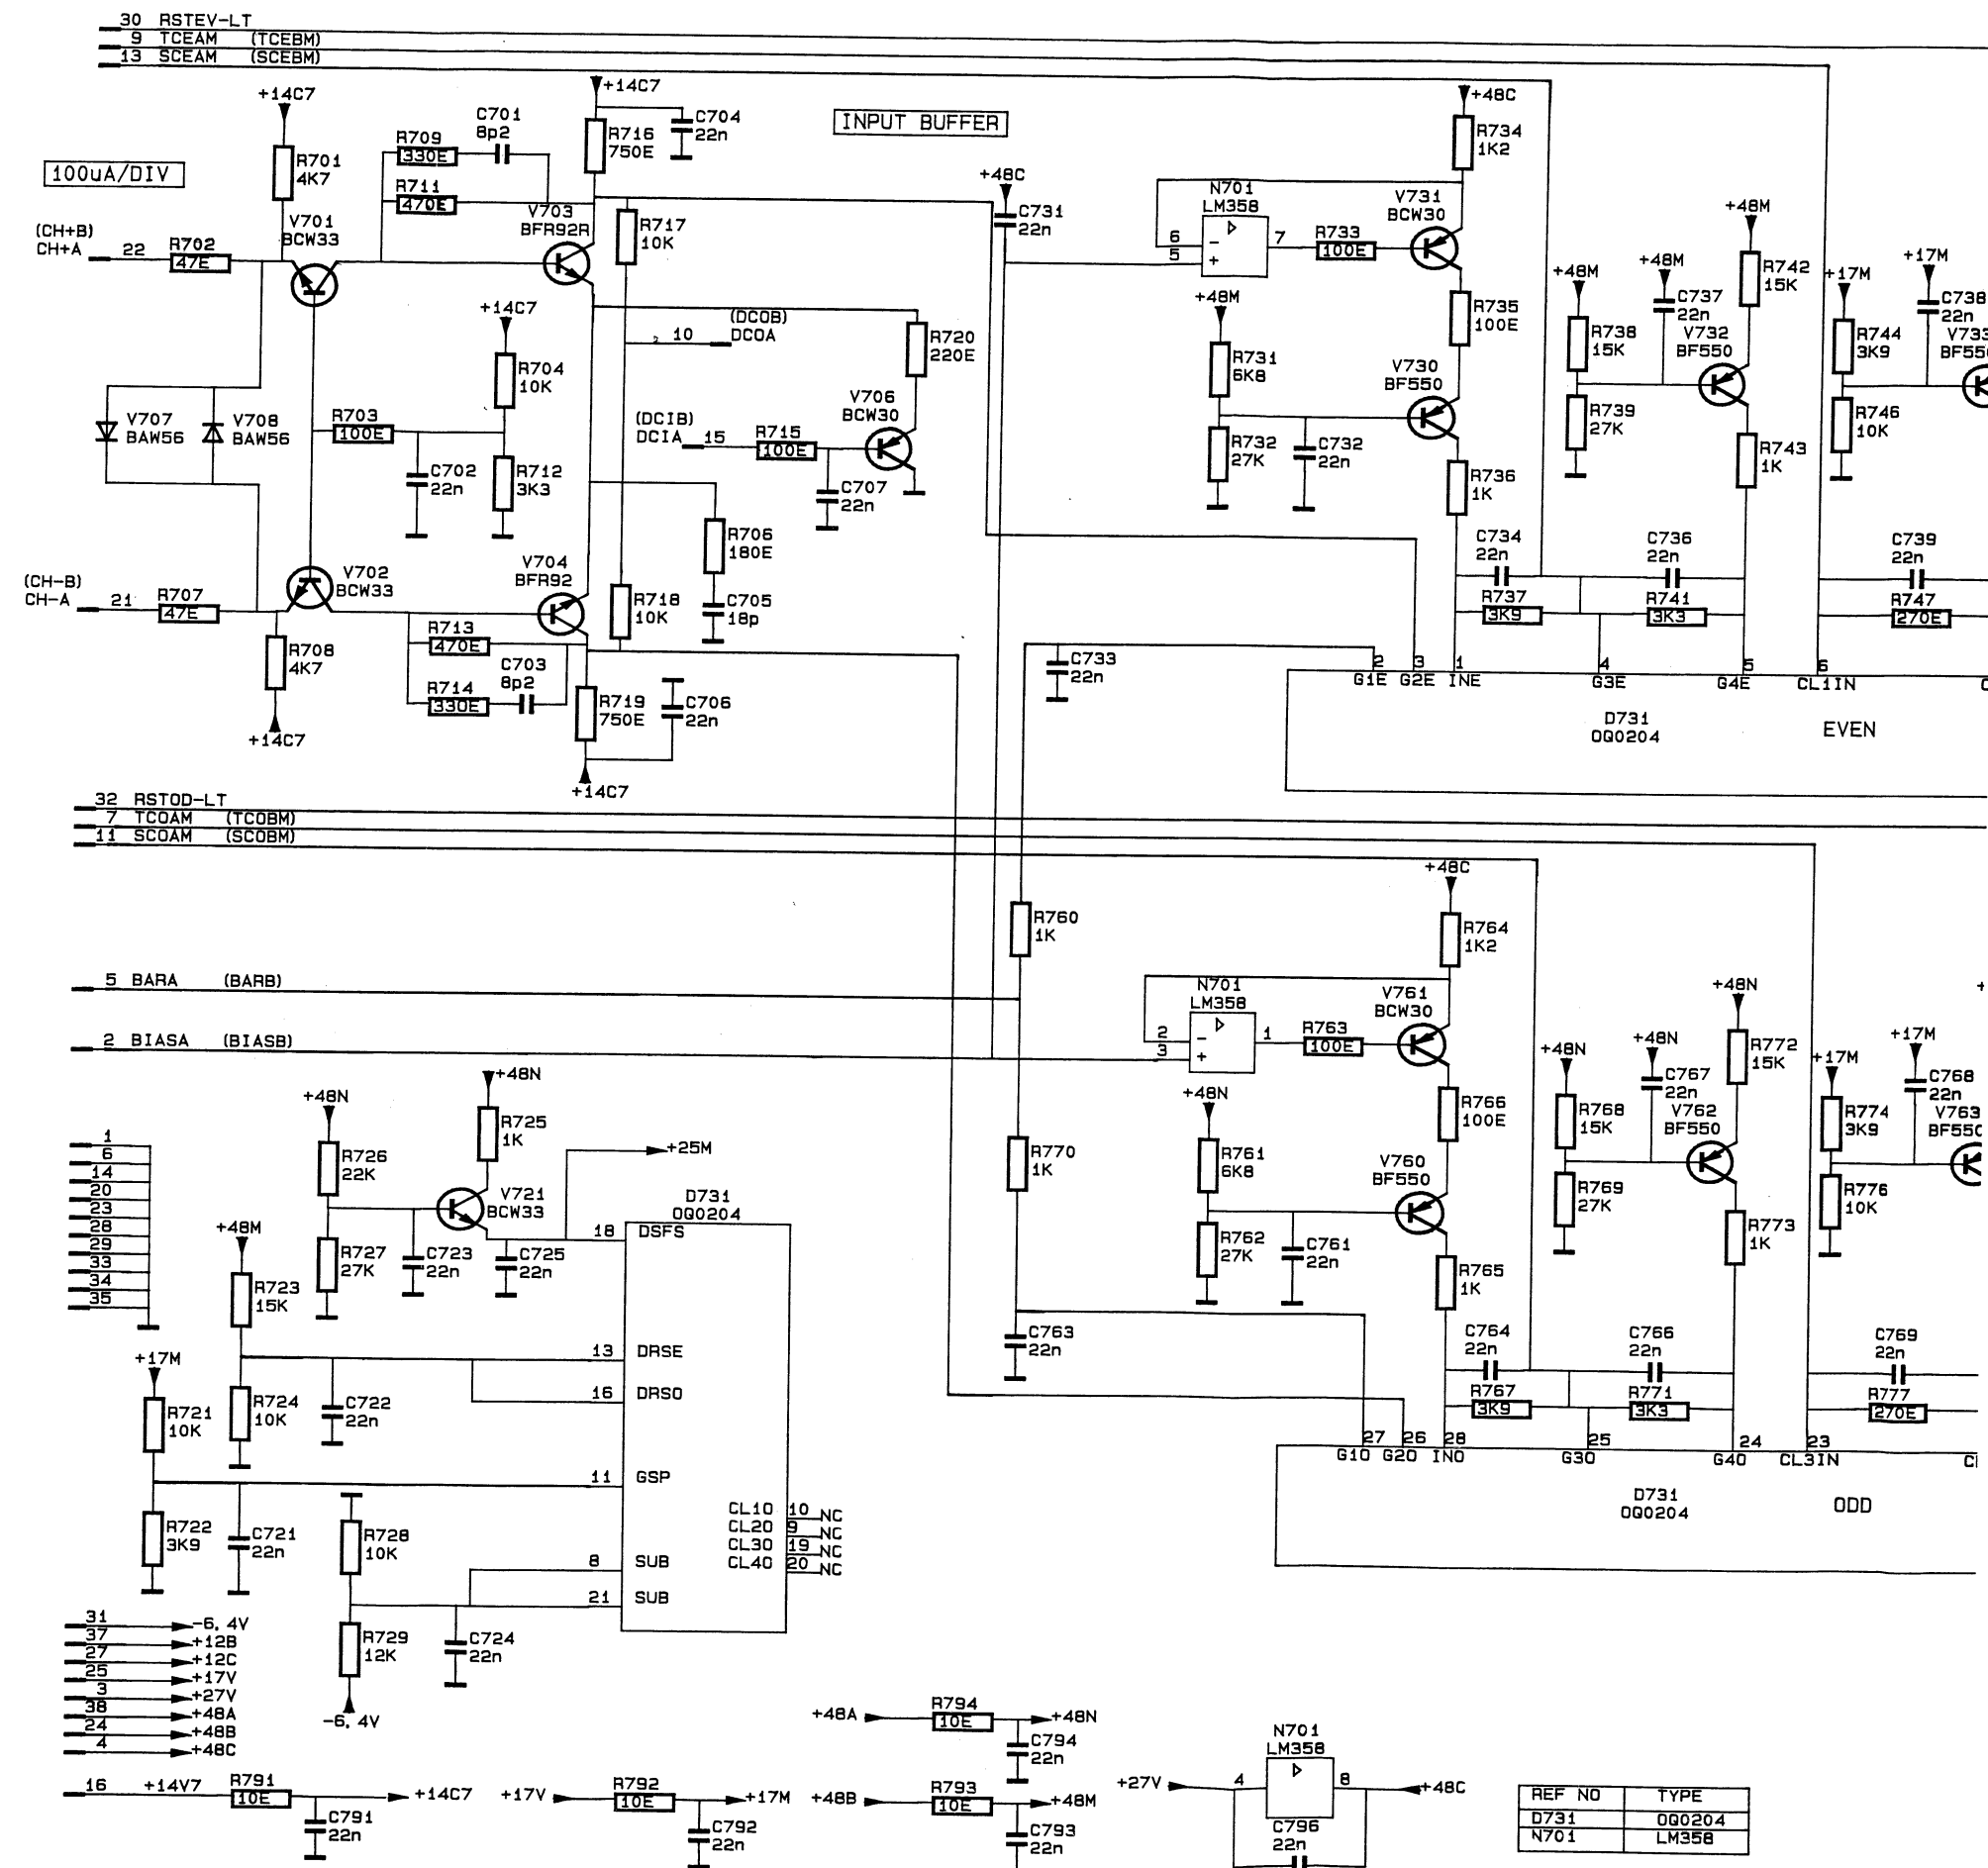 30 RSTEV-LT
9 TCEAM (TCEBM)
13 SCEAM (SCEBM)
100uA/DIV
INPUT BUFFER
+14C7
R701
4K7
V701
BCW33
(CH+B)
CH+A 22
R702
47E
R709
330E
C701
8p2
R711
470E
+14C7
R716
750E
C704
22n
V703
BFR92R
R717
10K
+14C7
R704
10K
(DCOB)
10 DCOA
R720
220E
V706
BCW30
(DCIB)
DCIA 15
R715
100E
C707
22n
V707
BAW56
V708
BAW56
R703
100E
C702
22n
R712
3K3
R706
180E
C705
18p
(CH-B)
CH-A 21
R707
47E
V702
BCW33
V704
BFR92
R718
10K
R708
4K7
+14C7
R713
470E
C703
8p2
R714
330E
R719
750E
C706
22n
+14C7
+48C
C731
22n
N701
LM358
6 -
5 +
7
R733
100E
+48C
R734
1K2
V731
BCW30
R735
100E
+48M
R731
6K8
R732
27K
C732
22n
V730
BF550
R736
1K
+48M
R738
15K
R739
27K
+48M
C737
22n
V732
BF550
+48M
R742
15K
R743
1K
+17M
R744
3K9
R746
10K
+17M
C738
22n
V733
C734
22n
R737
3K9
C736
22n
R741
3K3
C739
22n
R747
270E
C733
22n
2 3 1 4 5 6
G1E G2E INE G3E G4E CL1IN
D731
OQ0204
EVEN
32 RSTOD-LT
7 TCOAM (TCOBM)
11 SCOAM (SCOBM)
R760
1K
5 BARA (BARB)
2 BIASA (BIASB)
+48C
R764
1K2
N701
LM358
2 -
3 +
1
R763
100E
V761
BCW30
R766
100E
+48N
R761
6K8
R762
27K
C761
22n
V760
BF550
R765
1K
R770
1K
C763
22n
+48N
R768
15K
R769
27K
+48N
C767
22n
V762
BF550
+48N
R772
15K
R773
1K
+17M
R774
3K9
R776
10K
+17M
C768
22n
V763
C764
22n
R767
3K9
C766
22n
R771
3K3
C769
22n
R777
270E
27 26 28 25 24 23
G1O G2O INO G3O G4O CL3IN
D731
OQ0204
ODD
1
6
14
20
23
28
29
33
34
35
+48N
R726
22K
R727
27K
C723
22n
+48N
R725
1K
V721
BCW33
C725
22n
+25M
+48M
R723
15K
R724
10K
C722
22n
+17M
R721
10K
R722
3K9
C721
22n
R728
10K
R729
12K
-6,4V
C724
22n
D731
OQ0204
18 DSFS
13 DRSE
16 DRSO
11 GSP
8 SUB
21 SUB
CL1O 10 NC
CL2O 9 NC
CL3O 19 NC
CL4O 20 NC
31 -6,4V
37 +12B
27 +12C
25 +17V
3 +27V
38 +48A
24 +48B
4 +48C
16 +14V7
R791
10E
+14C7
C791
22n
+17V
R792
10E
+17M
C792
22n
+48A
R794
10E
+48N
C794
22n
+48B
R793
10E
+48M
C793
22n
N701
LM358
+27V 4 8 +48C
C796
22n
REF NO TYPE
D731 OQ0204
N701 LM358